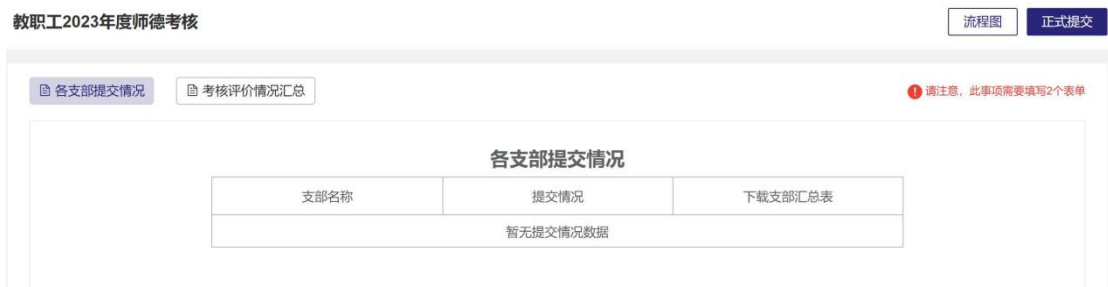 教职工2023年度师德考核
流程图
正式提交
各支部提交情况
考核评价情况汇总
请注意，此事项需要填写2个表单
各支部提交情况
支部名称 提交情况 下载支部汇总表
暂无提交情况数据